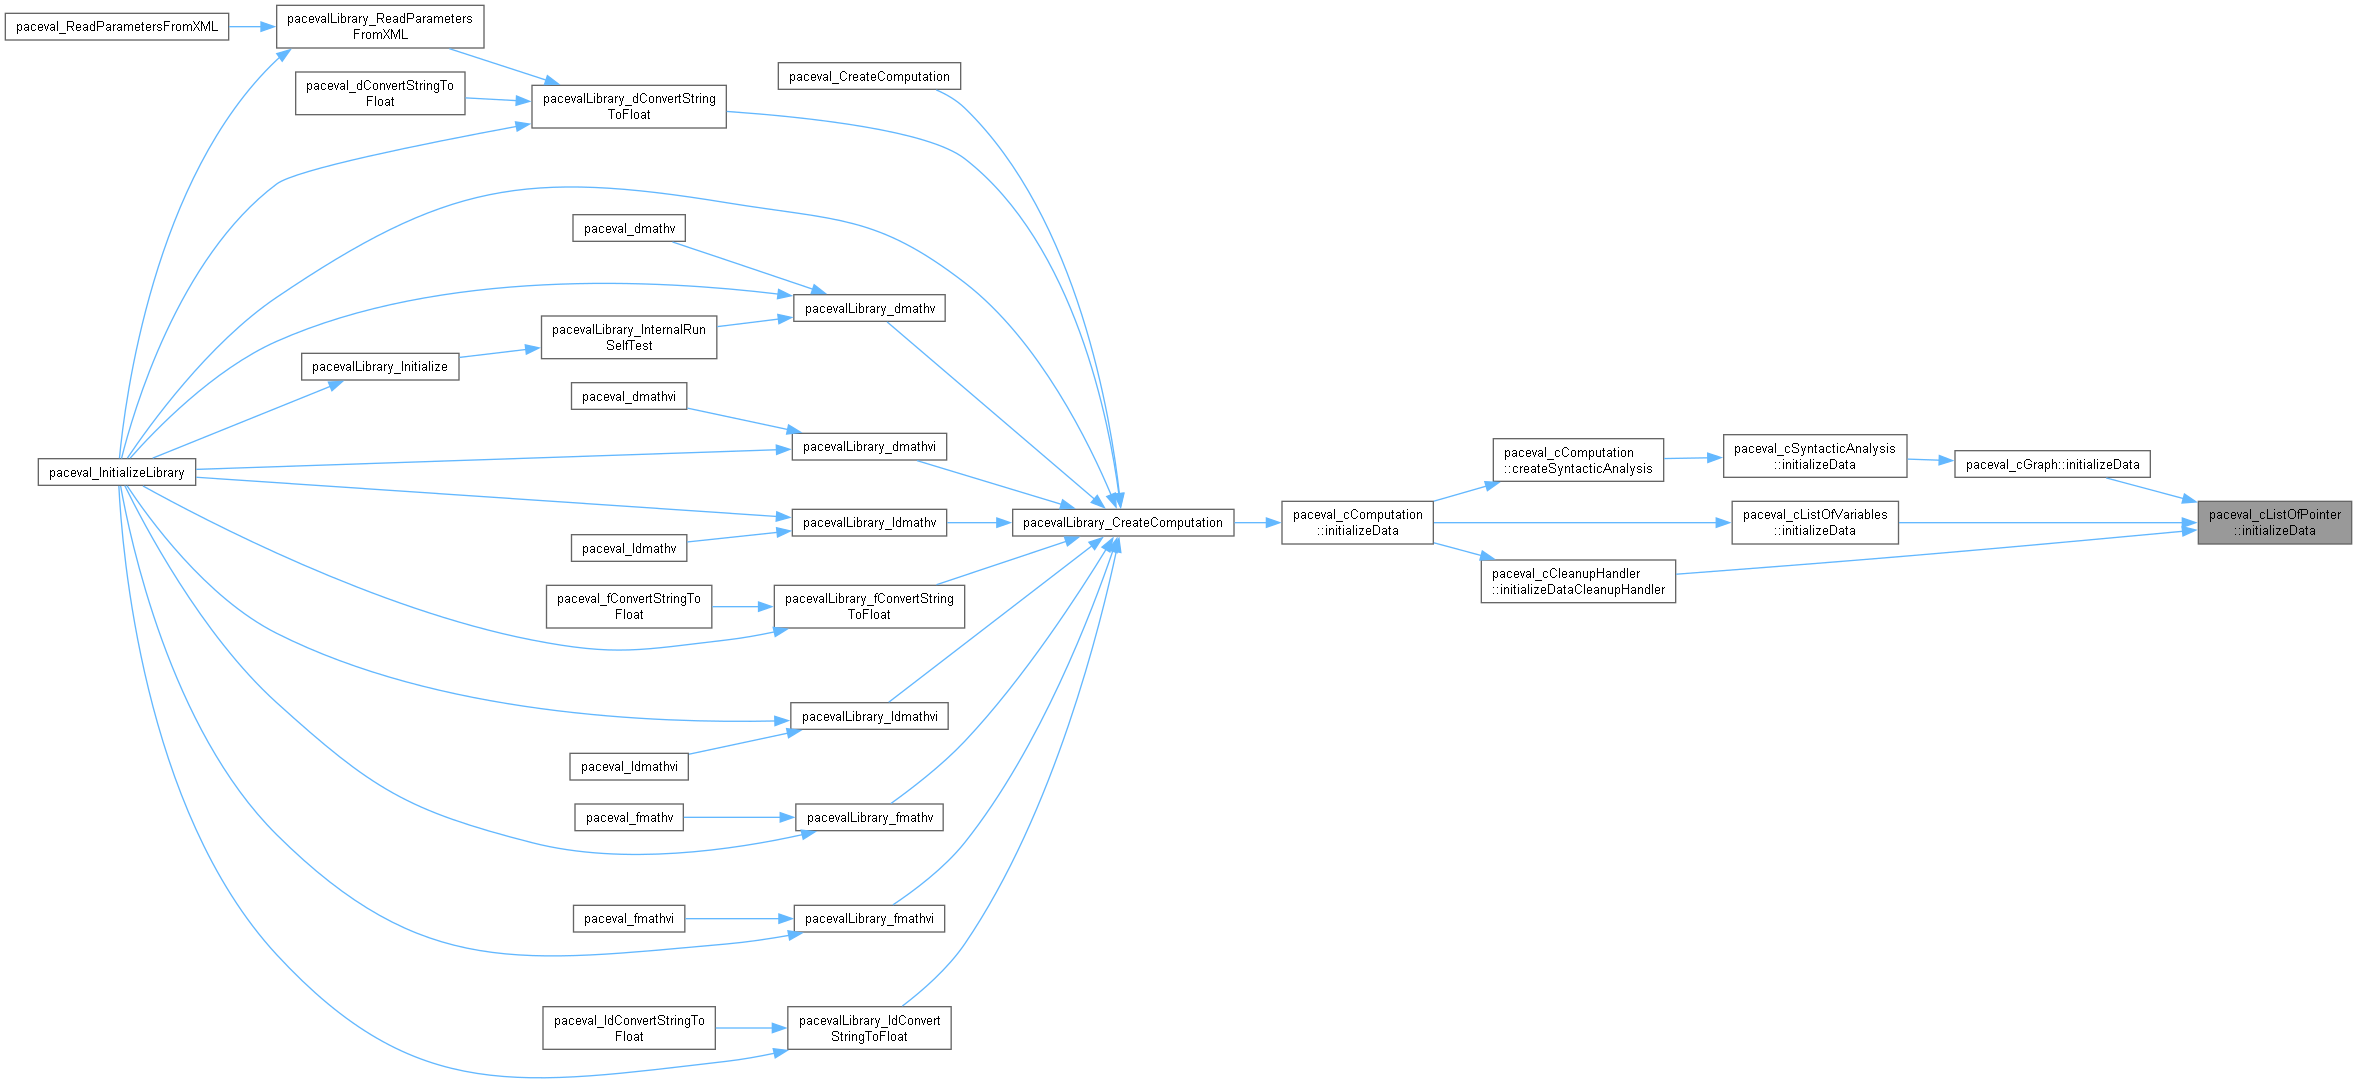 paceval_ReadParametersFromXML
pacevalLibrary_ReadParameters
FromXML
paceval_dConvertStringTo
Float
pacevalLibrary_dConvertString
ToFloat
paceval_CreateComputation
paceval_dmathv
pacevalLibrary_dmathv
pacevalLibrary_InternalRun
SelfTest
pacevalLibrary_Initialize
paceval_dmathvi
pacevalLibrary_dmathvi
paceval_InitializeLibrary
pacevalLibrary_ldmathv
paceval_ldmathv
pacevalLibrary_CreateComputation
paceval_cComputation
::initializeData
paceval_cComputation
::createSyntacticAnalysis
paceval_cSyntacticAnalysis
::initializeData
paceval_cGraph::initializeData
paceval_cListOfVariables
::initializeData
paceval_cListOfPointer
::initializeData
paceval_cCleanupHandler
::initializeDataCleanupHandler
paceval_fConvertStringTo
Float
pacevalLibrary_fConvertString
ToFloat
pacevalLibrary_ldmathvi
paceval_ldmathvi
paceval_fmathv
pacevalLibrary_fmathv
paceval_fmathvi
pacevalLibrary_fmathvi
paceval_ldConvertStringTo
Float
pacevalLibrary_ldConvert
StringToFloat